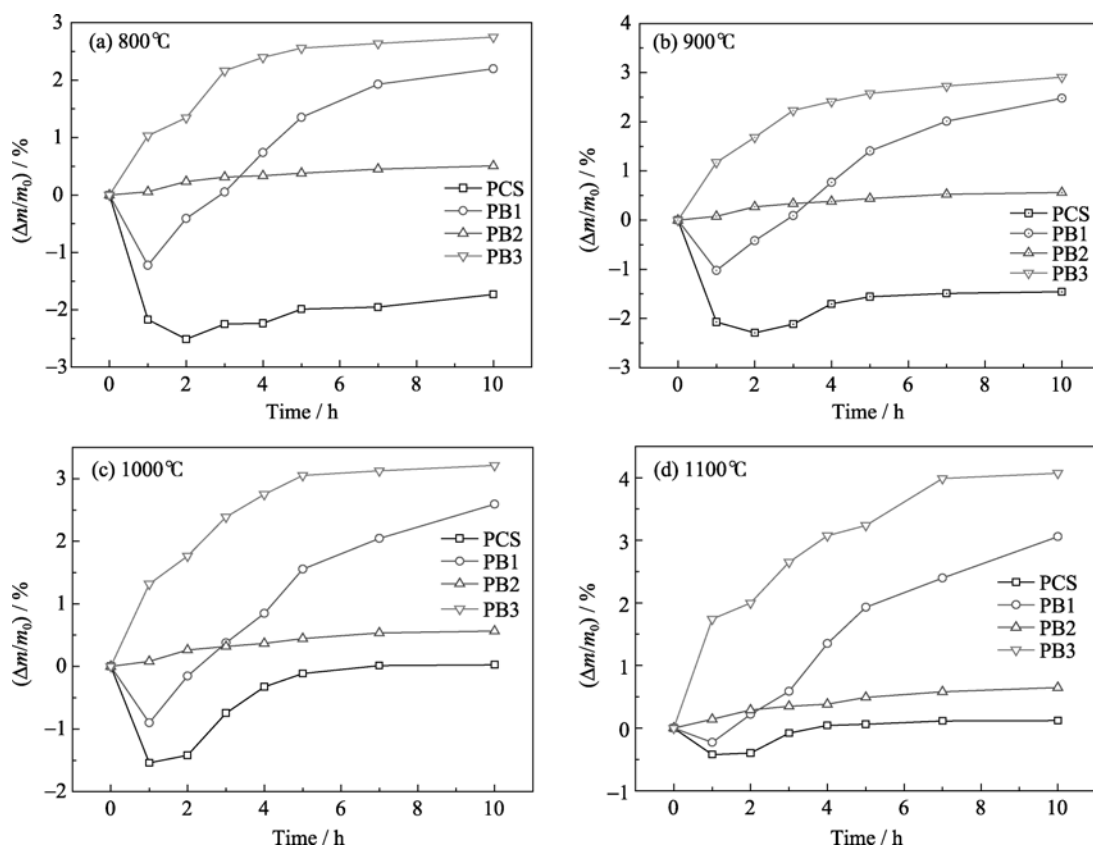 (a) 800℃
(Δm/m₀) / %
3
2
1
0
−1
−2
−3
PCS
PB1
PB2
PB3
0 2 4 6 8 10
Time / h
(b) 900℃
(Δm/m₀) / %
4
3
2
1
0
−1
−2
−3
PCS
PB1
PB2
PB3
0 2 4 6 8 10
Time / h
(c) 1000℃
(Δm/m₀) / %
3
2
1
0
−1
−2
PCS
PB1
PB2
PB3
0 2 4 6 8 10
Time / h
(d) 1100℃
(Δm/m₀) / %
4
3
2
1
0
−1
PCS
PB1
PB2
PB3
0 2 4 6 8 10
Time / h